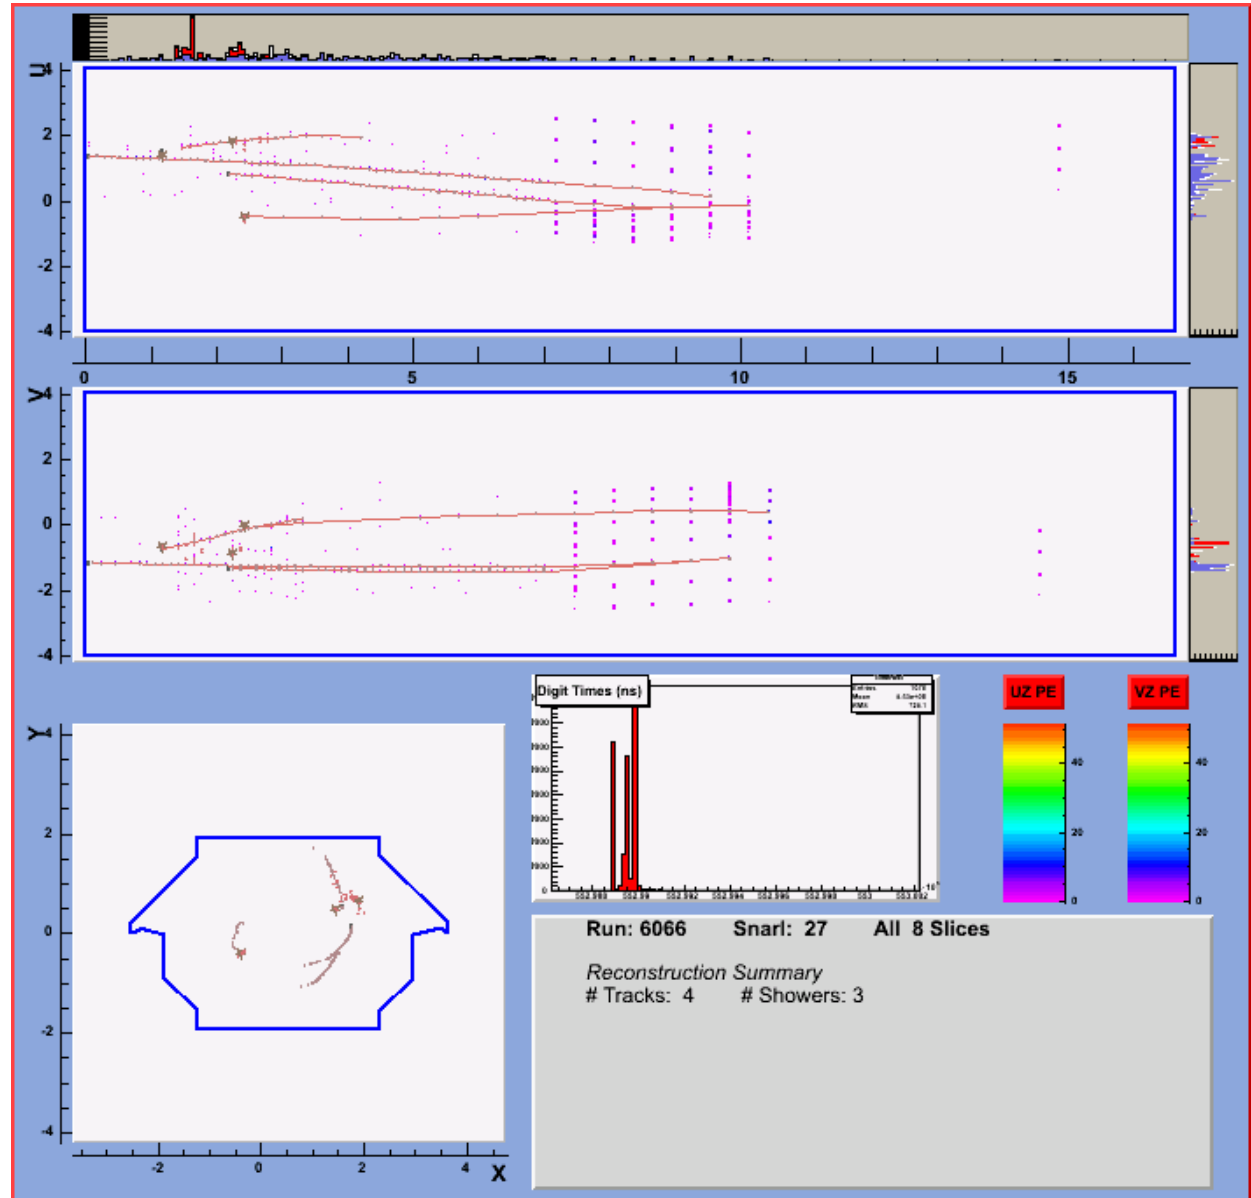 U
4
2
0
-2
-4
0 5 10 15
V
4
2
0
-2
-4
Digit Times (ns)
UZ PE
VZ PE
40
20
0
40
20
0
Y
4
2
0
-2
-4
-2 0 2 4
X
Run: 6066 Snarl: 27 All 8 Slices
Reconstruction Summary
# Tracks: 4 # Showers: 3